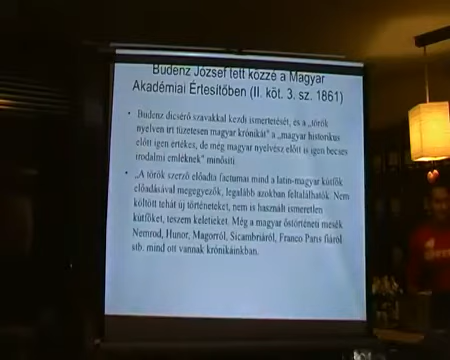 Budenz József tett közzé a Magyar
Akadémiai Értesítőben (II. köt. 3. sz. 1861)
• Budenz dicsérő szavakkal kezdi ismertetését, és a „török
nyelven irt tüzetesen magyar krónikát" a „magyar historikus
előtt igen értékes, de még magyar nyelvész előtt is igen becses
irodalmi emléknek" minősíti.
• „A török szerző előadta factumai mind a latin-magyar kútfők
előadásával megegyezők, legalább azokban feltalálhatók. Nem
költött tehát új történeteket, nem is használt ismeretlen
kútfőket, teszem keletieket. Még a magyar östörténeti mesék
Nemrod, Hunor, Magorról, Sicambriáról, Franco Paris fiáról
stb. mind ott vannak krónikáinkban.